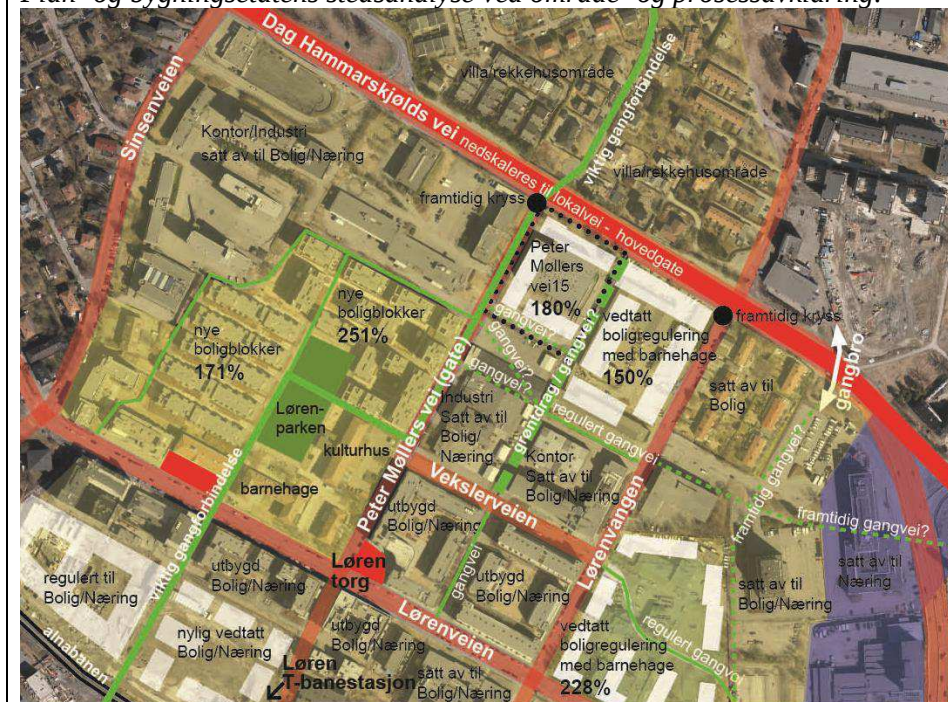 Plan- og bygningsetatens stedsanalyse ved område- og prosessavklaring.
Dag Hammarskjølds vei nedskaleres til lokalvei - hovedgate
villa/rekkehusområde
viktig gangforbindelse
Sinsenveien
Kontor/Industri
satt av til Bolig/Næring
villa/rekkehusområde
framtidig kryss
Peter
Møllers
vei15
180%
nye
boligblokker
251%
nye
boligblokker
171%
gangvei?
gangvei?
gangvei?
grøntdrag / gangvei?
vedtatt
boligregulering
med barnehage
150%
framtidig kryss
gangbro
satt av til
Bolig
Industri
Satt av til
Bolig/
Næring
regulert gangvei
Løren-
parken
kulturhus
barnehage
Peter Møllers vei (gate)
Kontor
Satt av til
Bolig/Næring
Vekslerveien
utbygd
Bolig/Næring
Lørenvangen
framtidig gangvei?
framtidig gangvei?
viktig gangforbindelse
regulert til
Bolig/Næring
utbygd
Bolig/Næring
Løren
torg
gangvei
utbygd
Bolig/Næring
satt av til
Bolig/Næring
satt av til
Næring
alnabanen
nylig vedtatt
Bolig/Næring
utbygd
Bolig/Næring
Lørenveien
vedtatt
boligregulering
med barnehage
228%
regulert gangvei
Løren
T-banestasjon
satt av til
Bolig/Næring